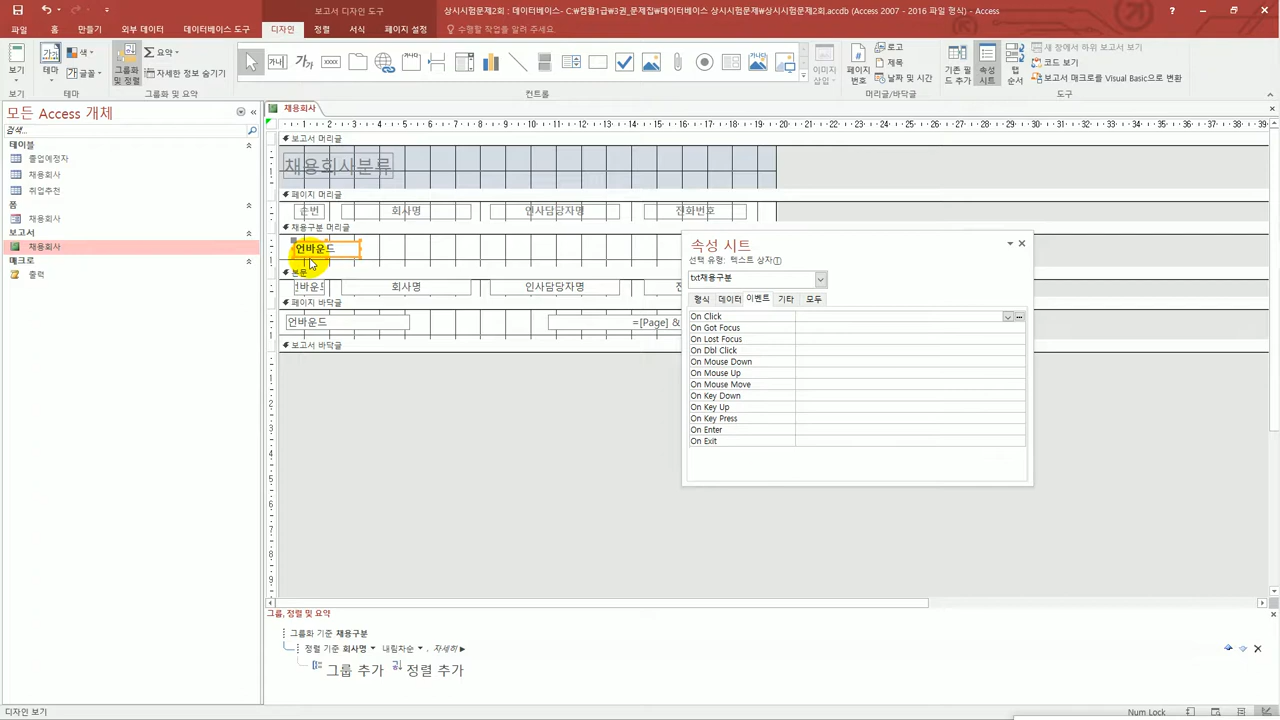 보고서 디자인 도구
상시시험문제2회 : 데이터베이스- C:₩컴활1급₩3권_문제집₩데이터베이스 상시시험문제₩상시시험문제2회.accdb (Access 2007 - 2016 파일 형식) - Access
파일 홈 만들기 외부 데이터 데이터베이스 도구 디자인 정렬 서식 페이지 설정 수행할 작업을 알려 주세요.
보기 테마 색 글꼴 그룹화 및 정렬 요약 자세한 정보 숨기기 이미지 삽입 페이지 번호 로고 제목 날짜 및 시간 기존 필드 추가 속성 시트 탭 순서 새 창에서 하위 보고서 보기 코드 보기 보고서 매크로를 Visual Basic으로 변환
보기 테마 그룹화 및 요약 컨트롤 머리글/바닥글 도구
모든 Access 개체
검색...
테이블
졸업예정자
채용회사
취업추천
폼
채용회사
보고서
채용회사
매크로
출력
채용회사
보고서 머리글
채용회사분류
페이지 머리글
순번 회사명 인사담당자명 전화번호
채용구분 머리글
언바운드
본문
회사명 인사담당자명
페이지 바닥글
언바운드 =[Page] &
보고서 바닥글
속성 시트
선택 유형: 텍스트 상자(T)
txt채용구분
형식 데이터 이벤트 기타 모두
On Click
On Got Focus
On Lost Focus
On Dbl Click
On Mouse Down
On Mouse Up
On Mouse Move
On Key Down
On Key Up
On Key Press
On Enter
On Exit
그룹, 정렬 및 요약
그룹화 기준 채용구분
정렬 기준 회사명 내림차순 , 자세히
그룹 추가 정렬 추가
디자인 보기 Num Lock